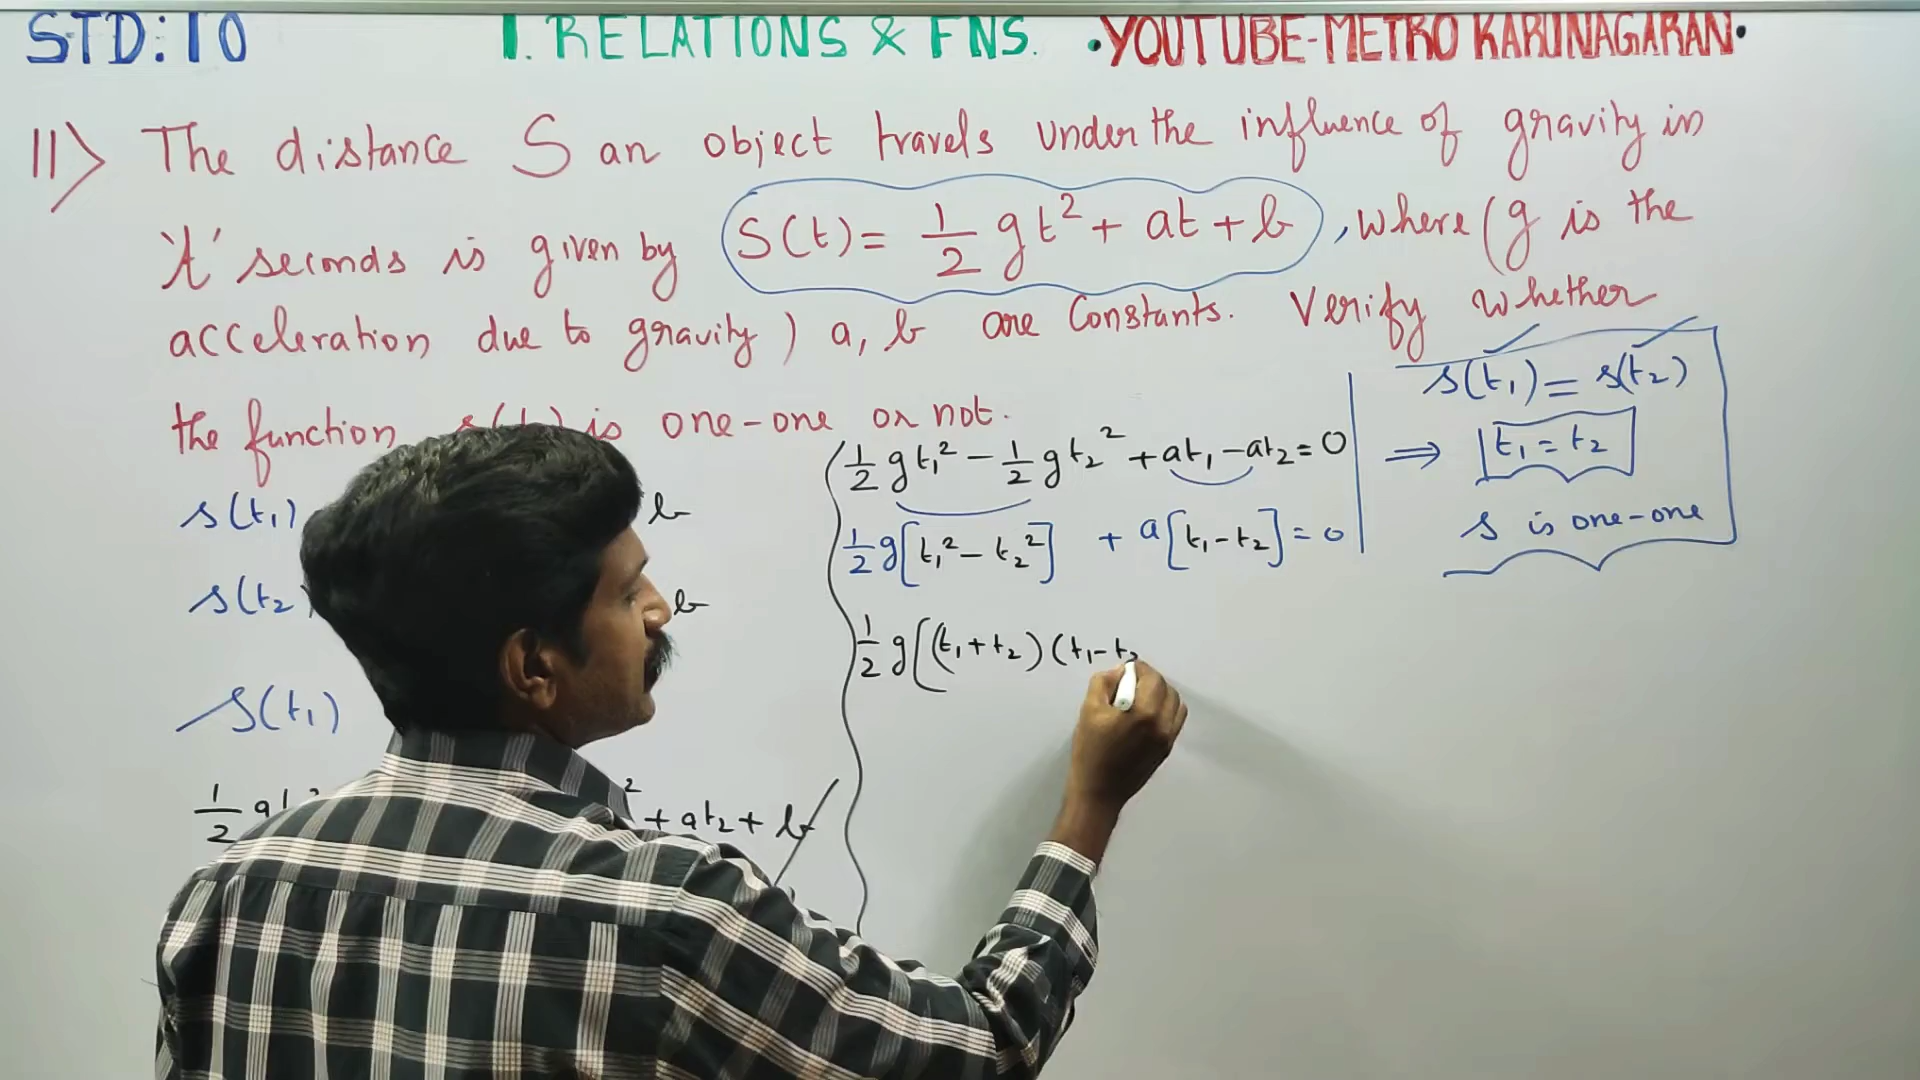 STD: 10 1. RELATIONS & FNS. •YOUTUBE-METRO KARUNAGARAN•
11) The distance S an object travels under the influence of gravity in
't' seconds is given by S(t) = 1/2 gt² + at + b, where (g is the
acceleration due to gravity) a, b are Constants. Verify whether
the function s(t) is one-one or not.
s(t₁) b
s(t₂) b
s(t₁)
1/2 gt ² + at₂ + b
1/2 gt₁² - 1/2 gt₂² + at₁ - at₂ = 0
1/2 g[t₁² - t₂²] + a[t₁ - t₂] = 0
1/2 g[(t₁ + t₂)(t₁ - t₂
s(t₁) = s(t₂)
⇒ t₁ = t₂
s is one-one